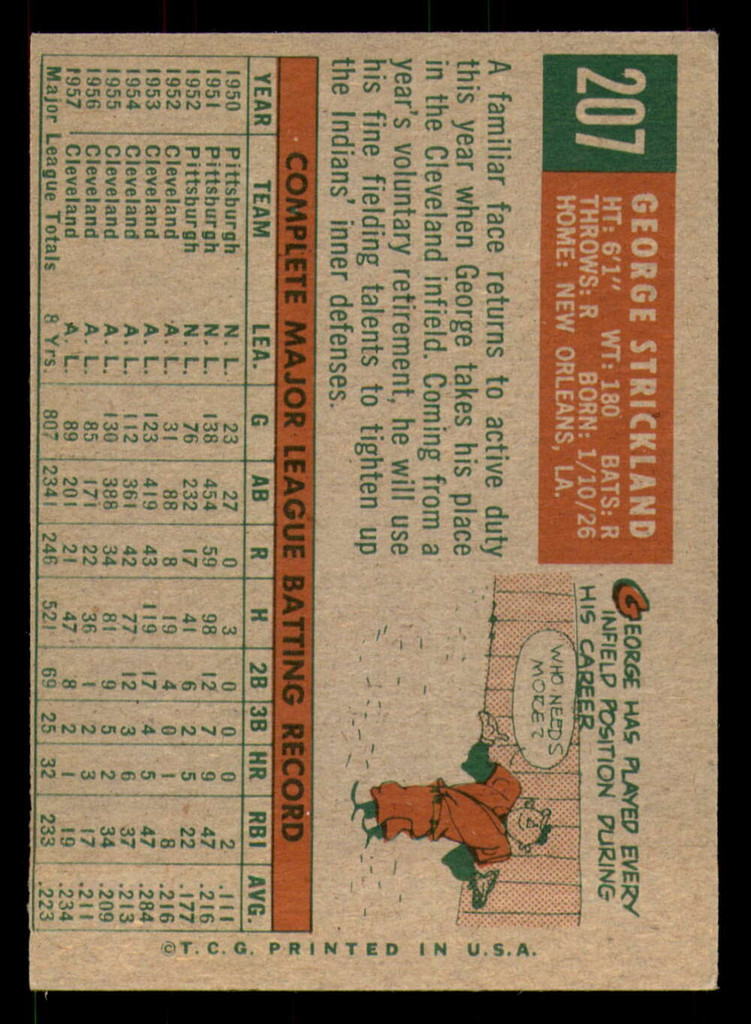 207
GEORGE STRICKLAND
HT: 6'1" WT: 180 BATS: R
THROWS: R BORN: 1/10/26
HOME: NEW ORLEANS, LA.
A familiar face returns to active duty
this year when George takes his place
in the Cleveland infield. Coming from a
year's voluntary retirement, he will use
his fine fielding talents to tighten up
the Indians' inner defenses.
GEORGE HAS PLAYED EVERY
INFIELD POSITION DURING
HIS CAREER
WHO NEEDS
MORE?
COMPLETE MAJOR LEAGUE BATTING RECORD
YEAR TEAM LEA. G AB R H 2B 3B HR RBI AVG.
1950 Pittsburgh N. L. 23 27 0 3 0 0 0 2 .111
1951 Pittsburgh N. L. 138 454 59 98 12 7 9 47 .216
1952 Pittsburgh N. L. 76 232 17 41 6 2 5 22 .177
1952 Cleveland A. L. 31 88 8 19 4 0 1 8 .216
1953 Cleveland A. L. 123 419 43 119 17 4 5 47 .284
1954 Cleveland A. L. 112 361 42 77 12 3 6 37 .213
1955 Cleveland A. L. 130 388 34 81 9 5 2 34 .209
1956 Cleveland A. L. 85 171 22 36 1 2 3 17 .211
1957 Cleveland A. L. 89 201 21 47 8 2 1 19 .234
Major League Totals 8 Yrs. 807 2341 246 521 69 25 32 233 .223
©T.C.G. PRINTED IN U.S.A.